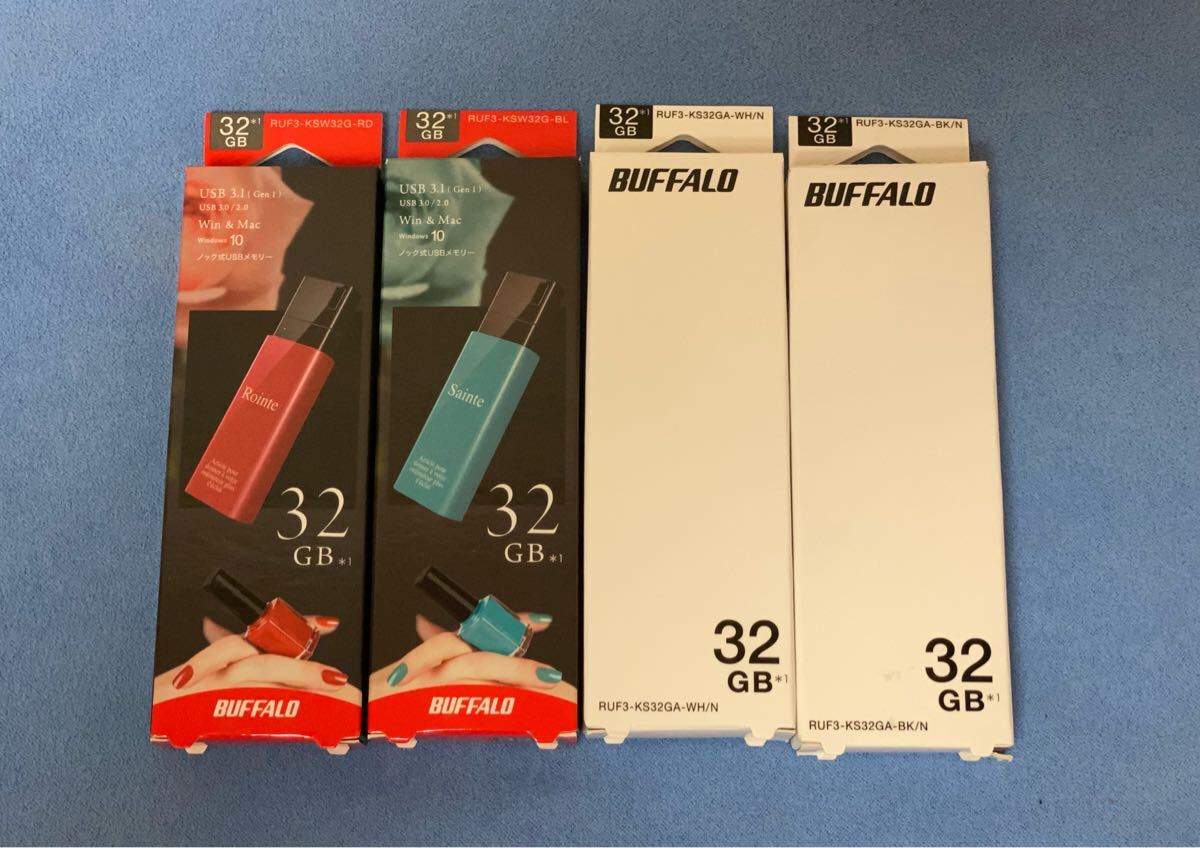 32*1
GB
RUF3-KSW32G-RD
USB 3.1 (Gen 1)
USB 3.0/2.0
Win & Mac
Windows 10
ノック式USBメモリー
Rointe
32
GB *1
BUFFALO
32*1
GB
RUF3-KSW32G-BL
USB 3.1 (Gen 1)
USB 3.0/2.0
Win & Mac
Windows 10
ノック式USBメモリー
Sainte
32
GB *1
BUFFALO
32*1
GB
RUF3-KS32GA-WH/N
BUFFALO
32
GB*1
RUF3-KS32GA-WH/N
32*1
GB
RUF3-KS32GA-BK/N
BUFFALO
32
GB*1
RUF3-KS32GA-BK/N